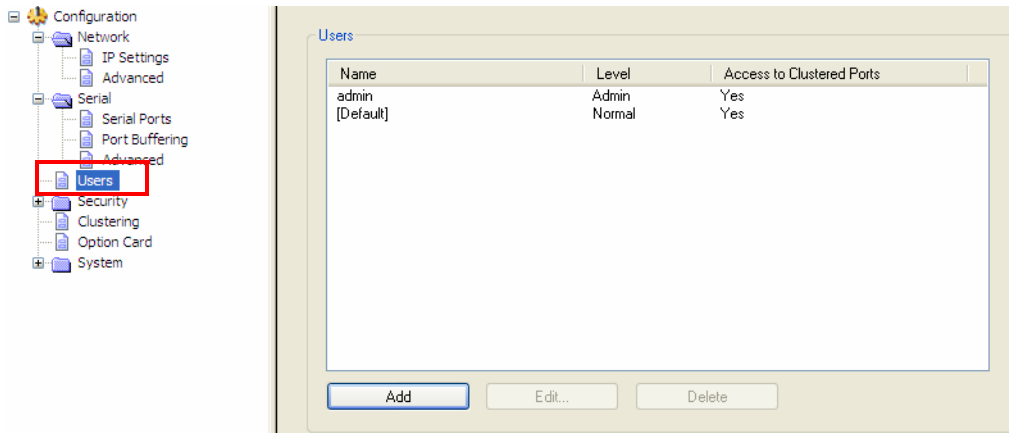 Configuration
Network
IP Settings
Advanced
Serial
Serial Ports
Port Buffering
Advanced
Users
Security
Clustering
Option Card
System
Users
Name Level Access to Clustered Ports
admin Admin Yes
[Default] Normal Yes
Add Edit... Delete